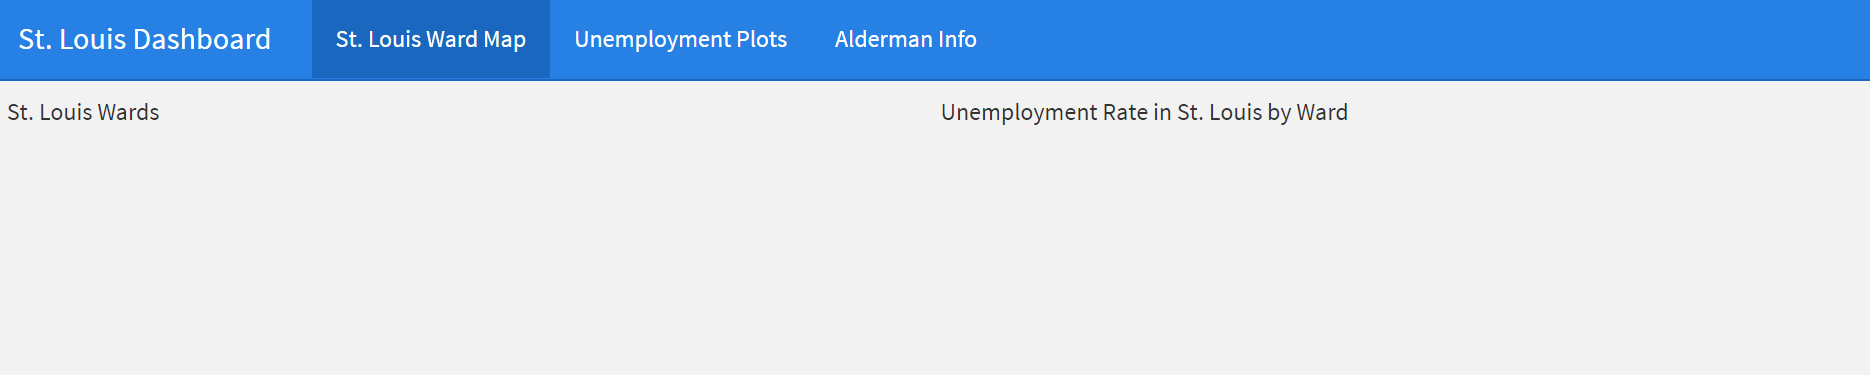 St. Louis Dashboard St. Louis Ward Map Unemployment Plots Alderman Info
St. Louis Wards Unemployment Rate in St. Louis by Ward